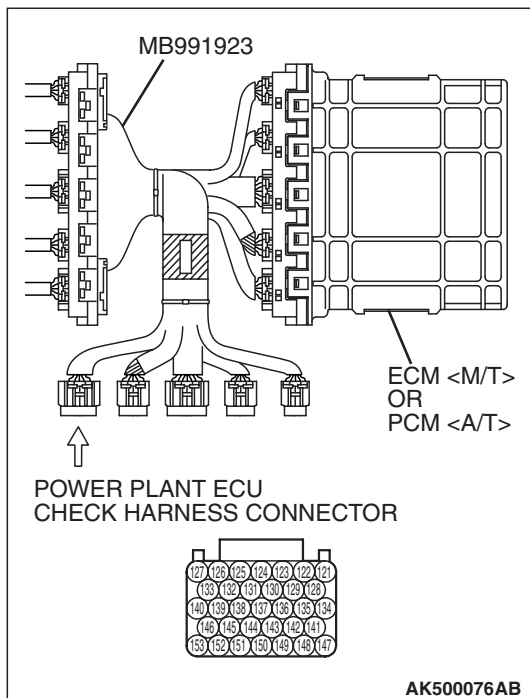 MB991923
ECM <M/T>
OR
PCM <A/T>
POWER PLANT ECU
CHECK HARNESS CONNECTOR
127 126 125 124 123 122 121
133 132 131 130 129 128
140 139 138 137 136 135 134
146 145 144 143 142 141
153 152 151 150 149 148 147
AK500076AB